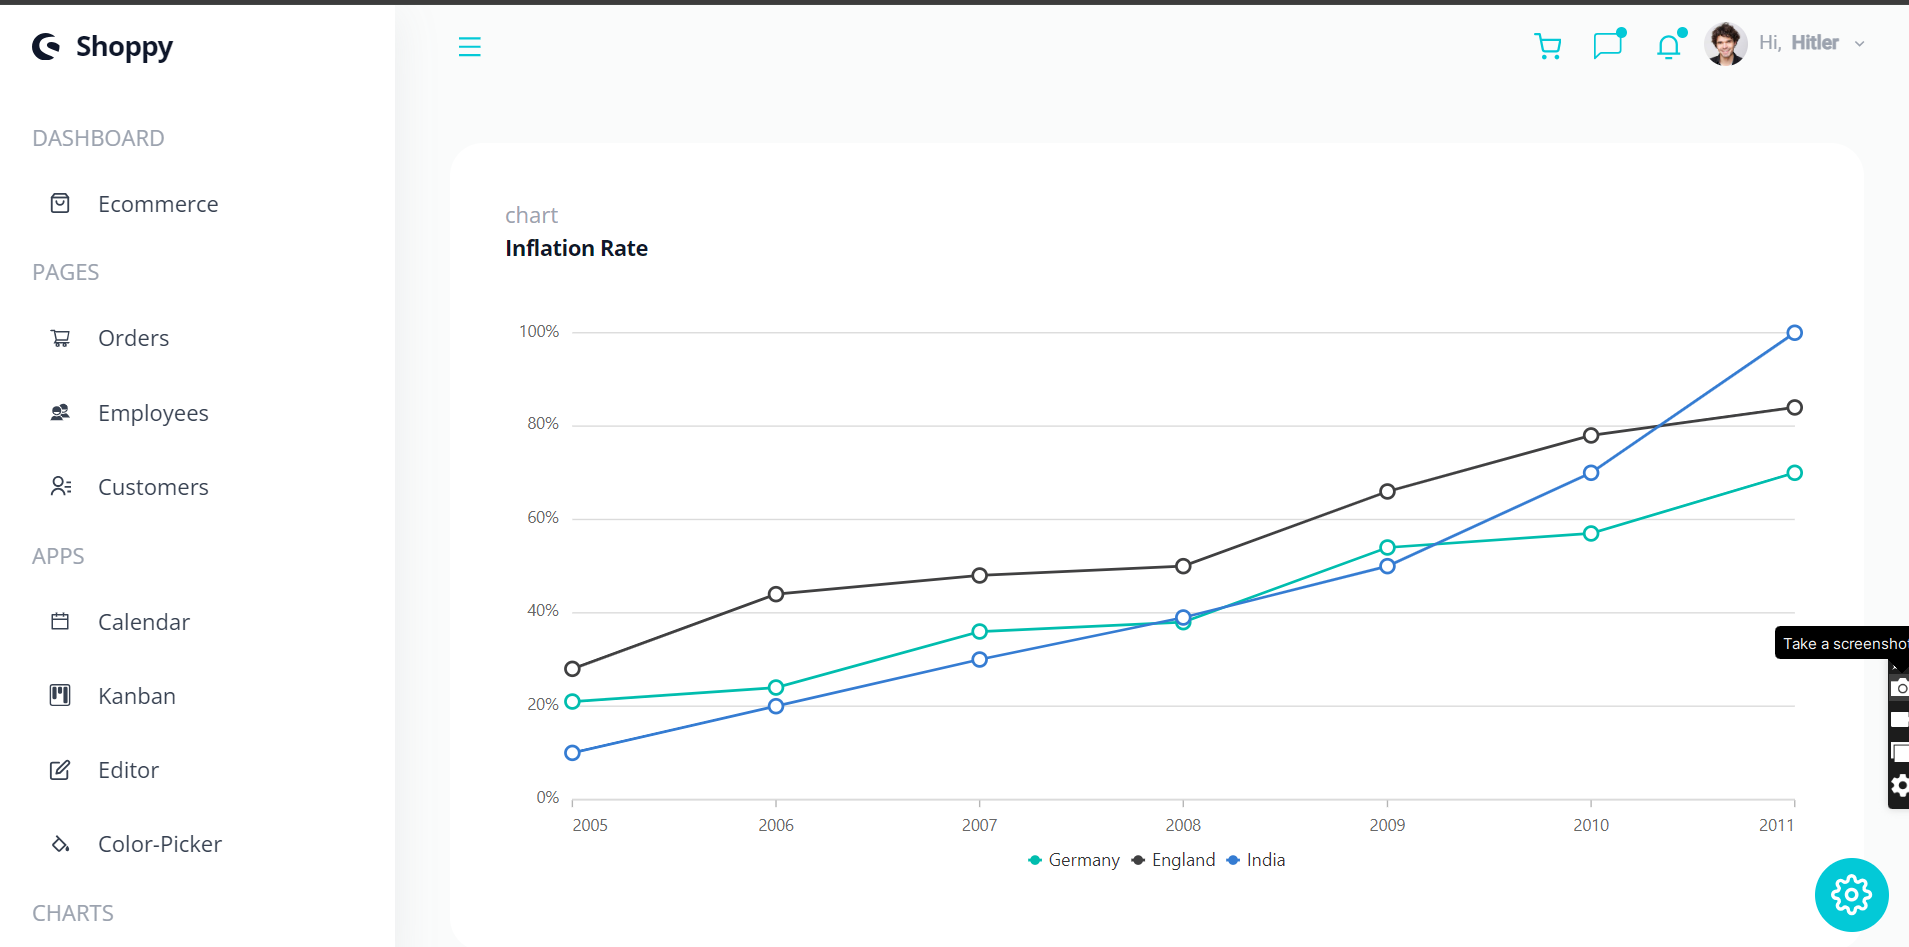 Shoppy
Hi, Hitler
DASHBOARD
Ecommerce
PAGES
Orders
Employees
Customers
APPS
Calendar
Kanban
Editor
Color-Picker
CHARTS
chart
Inflation Rate
100%
80%
60%
40%
20%
0%
2005 2006 2007 2008 2009 2010 2011
Germany England India
Take a screenshot